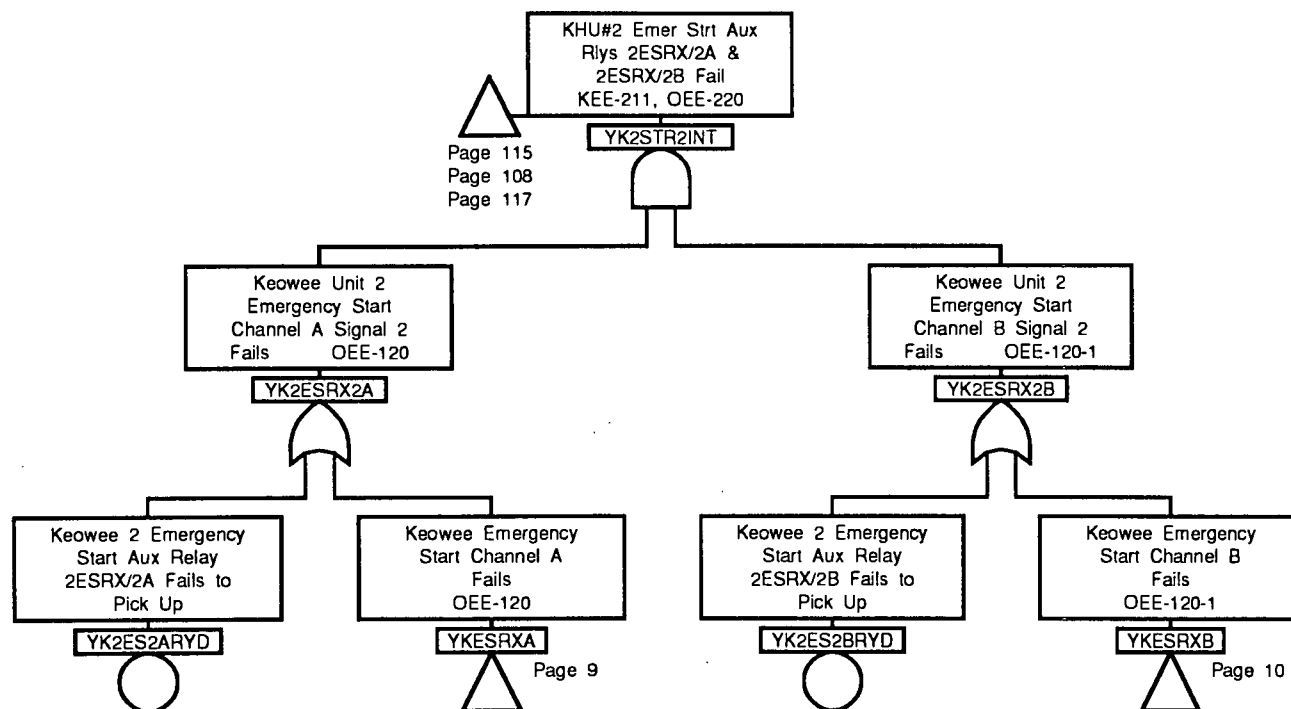 KHU#2 Emer Strt Aux
Rlys 2ESRX/2A &
2ESRX/2B Fail
KEE-211, OEE-220
YK2STR2INT
Page 115
Page 108
Page 117
Keowee Unit 2
Emergency Start
Channel A Signal 2
Fails OEE-120
YK2ESRX2A
Keowee Unit 2
Emergency Start
Channel B Signal 2
Fails OEE-120-1
YK2ESRX2B
Keowee 2 Emergency
Start Aux Relay
2ESRX/2A Fails to
Pick Up
YK2ES2ARYD
Keowee Emergency
Start Channel A
Fails
OEE-120
YKESRXA
Page 9
Keowee 2 Emergency
Start Aux Relay
2ESRX/2B Fails to
Pick Up
YK2ES2BRYD
Keowee Emergency
Start Channel B
Fails
OEE-120-1
YKESRXB
Page 10